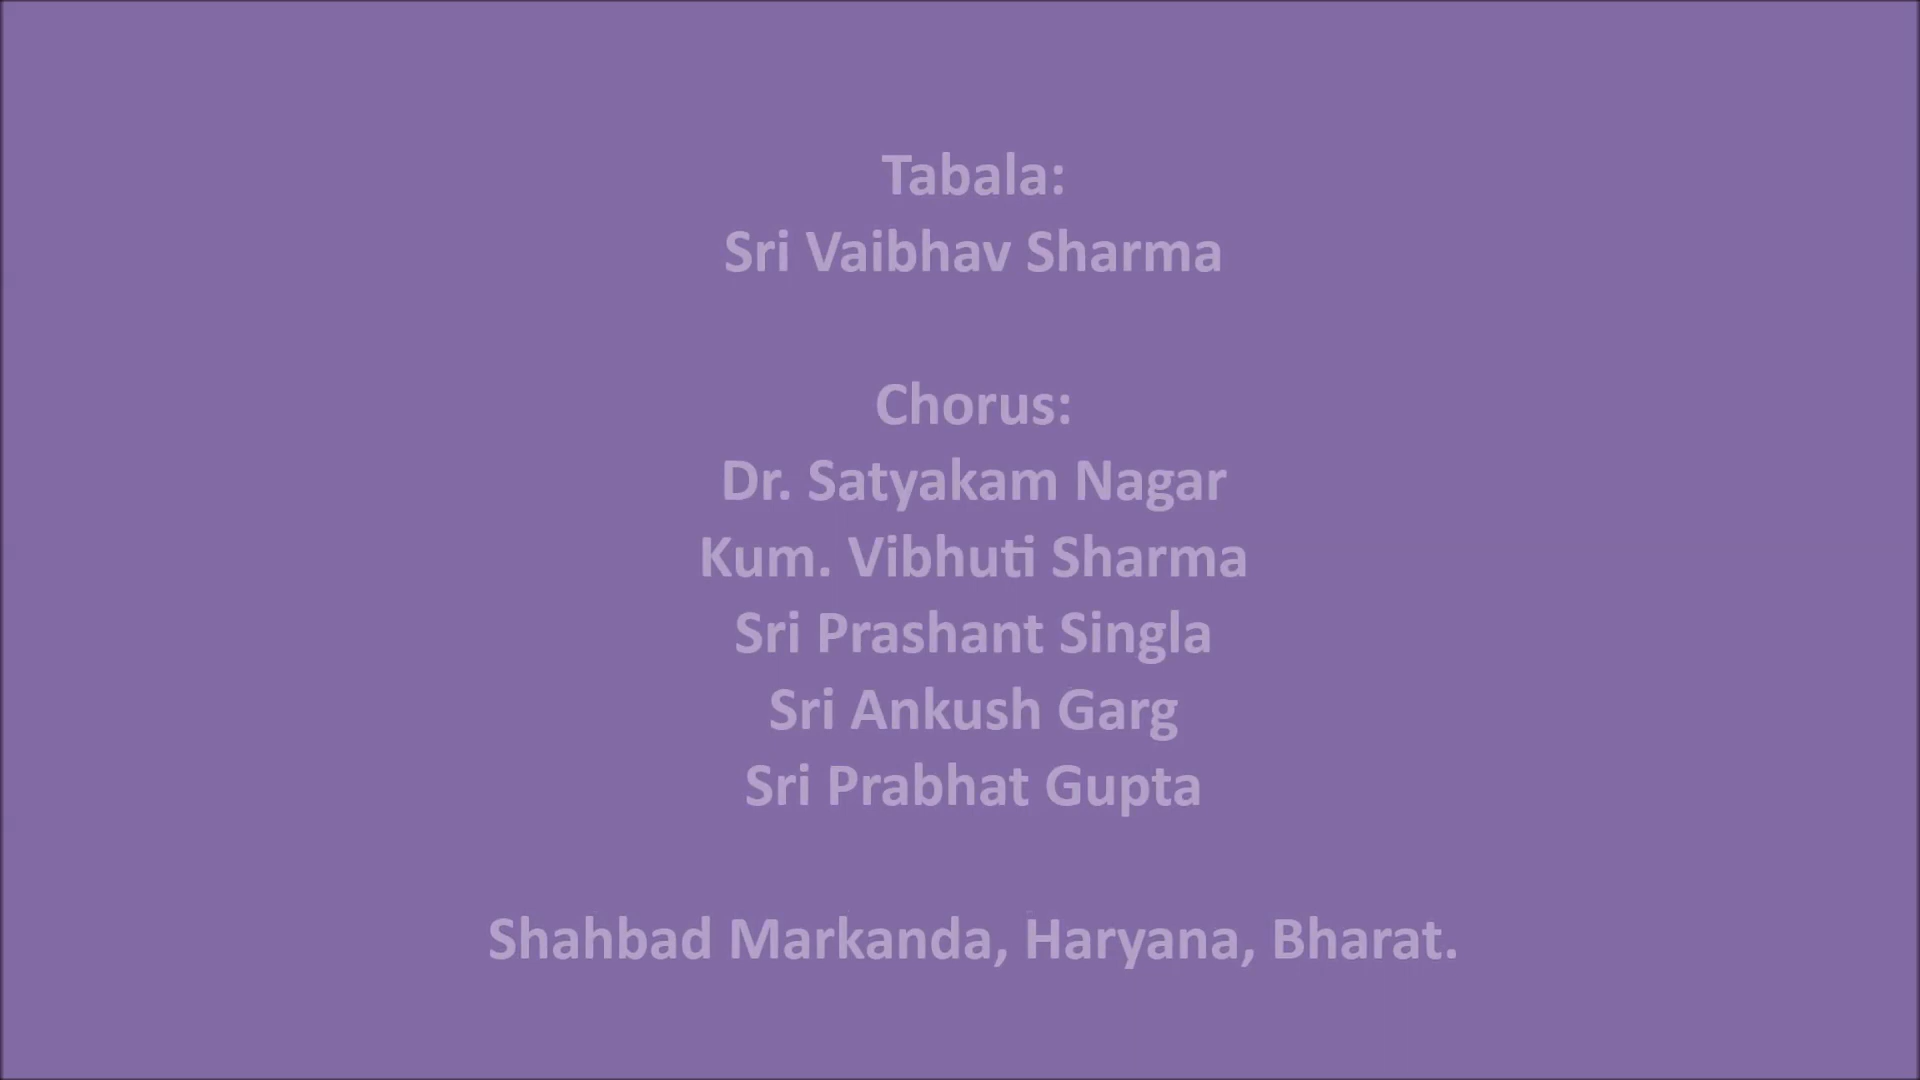 Tabala:
Sri Vaibhav Sharma
Chorus:
Dr. Satyakam Nagar
Kum. Vibhuti Sharma
Sri Prashant Singla
Sri Ankush Garg
Sri Prabhat Gupta
Shahbad Markanda, Haryana, Bharat.